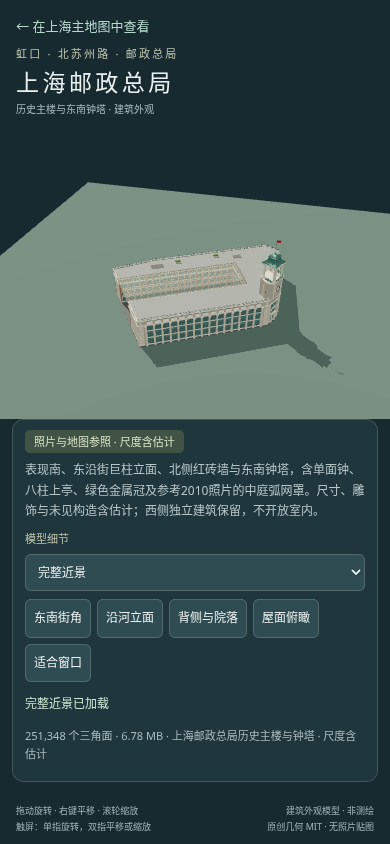 ← 在上海主地图中查看
虹口 · 北苏州路 · 邮政总局
上海邮政总局
历史主楼与东南钟塔 · 建筑外观
照片与地图参照 · 尺度含估计
表现南、东沿街巨柱立面、北侧红砖墙与东南钟塔，含单面钟、
八柱上亭、绿色金属冠及参考2010照片的中庭弧网罩。尺寸、雕
饰与未见构造含估计；西侧独立建筑保留，不开放室内。
模型细节
完整近景
东南街角
沿河立面
背侧与院落
屋面俯瞰
适合窗口
完整近景已加载
251,348 个三角面 · 6.78 MB · 上海邮政总局历史主楼与钟塔 · 尺度含
估计
拖动旋转 · 右键平移 · 滚轮缩放
触屏：单指旋转，双指平移或缩放
建筑外观模型 · 非测绘
原创几何 MIT · 无照片贴图